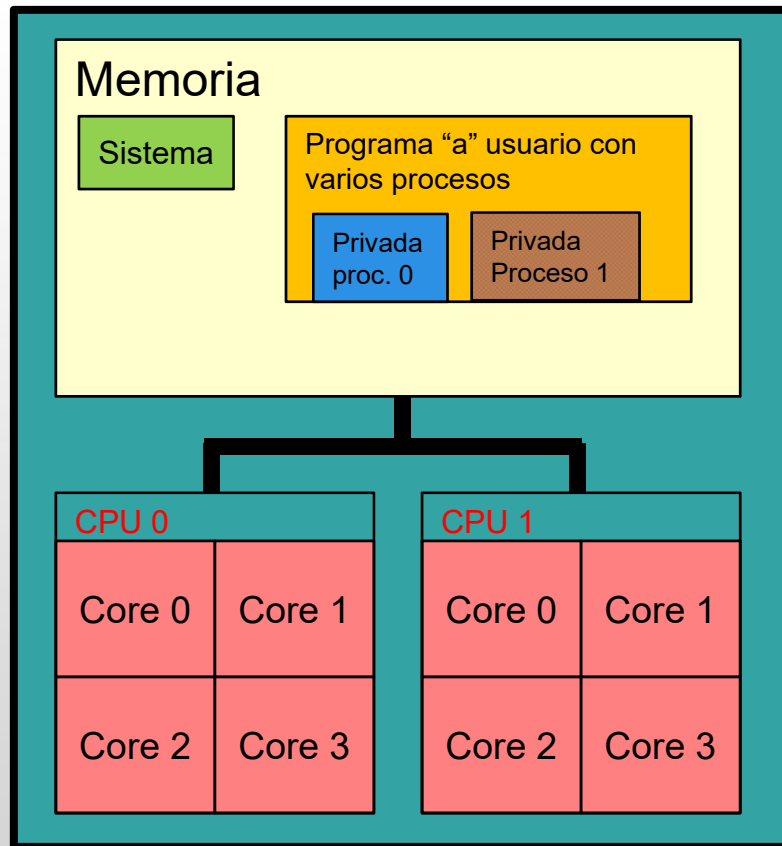 Memoria
Sistema
Programa “a” usuario con
varios procesos
Privada
proc. 0
Privada
Proceso 1
CPU 0
Core 0
Core 1
Core 2
Core 3
CPU 1
Core 0
Core 1
Core 2
Core 3